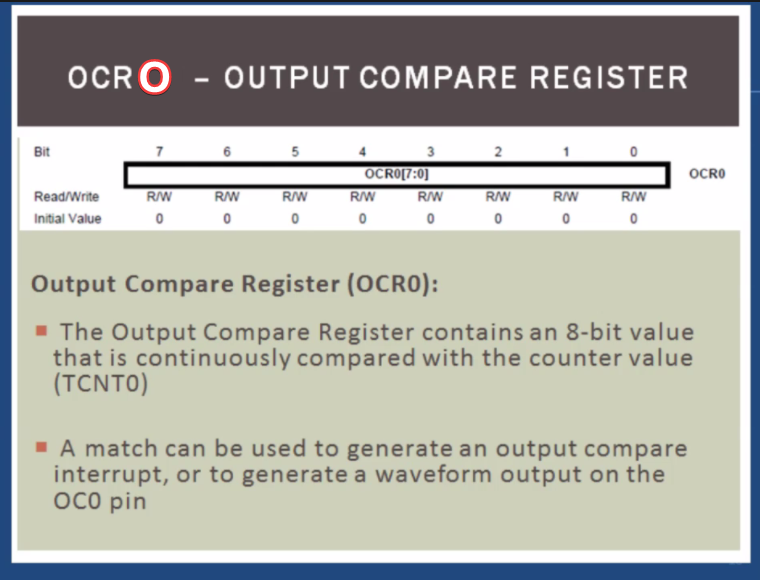 OCRO – OUTPUT COMPARE REGISTER
Bit 7 6 5 4 3 2 1 0
OCR0[7:0] OCR0
Read/Write R/W R/W R/W R/W R/W R/W R/W R/W
Initial Value 0 0 0 0 0 0 0 0
Output Compare Register (OCR0):
The Output Compare Register contains an 8-bit value
that is continuously compared with the counter value
(TCNT0)
A match can be used to generate an output compare
interrupt, or to generate a waveform output on the
OC0 pin